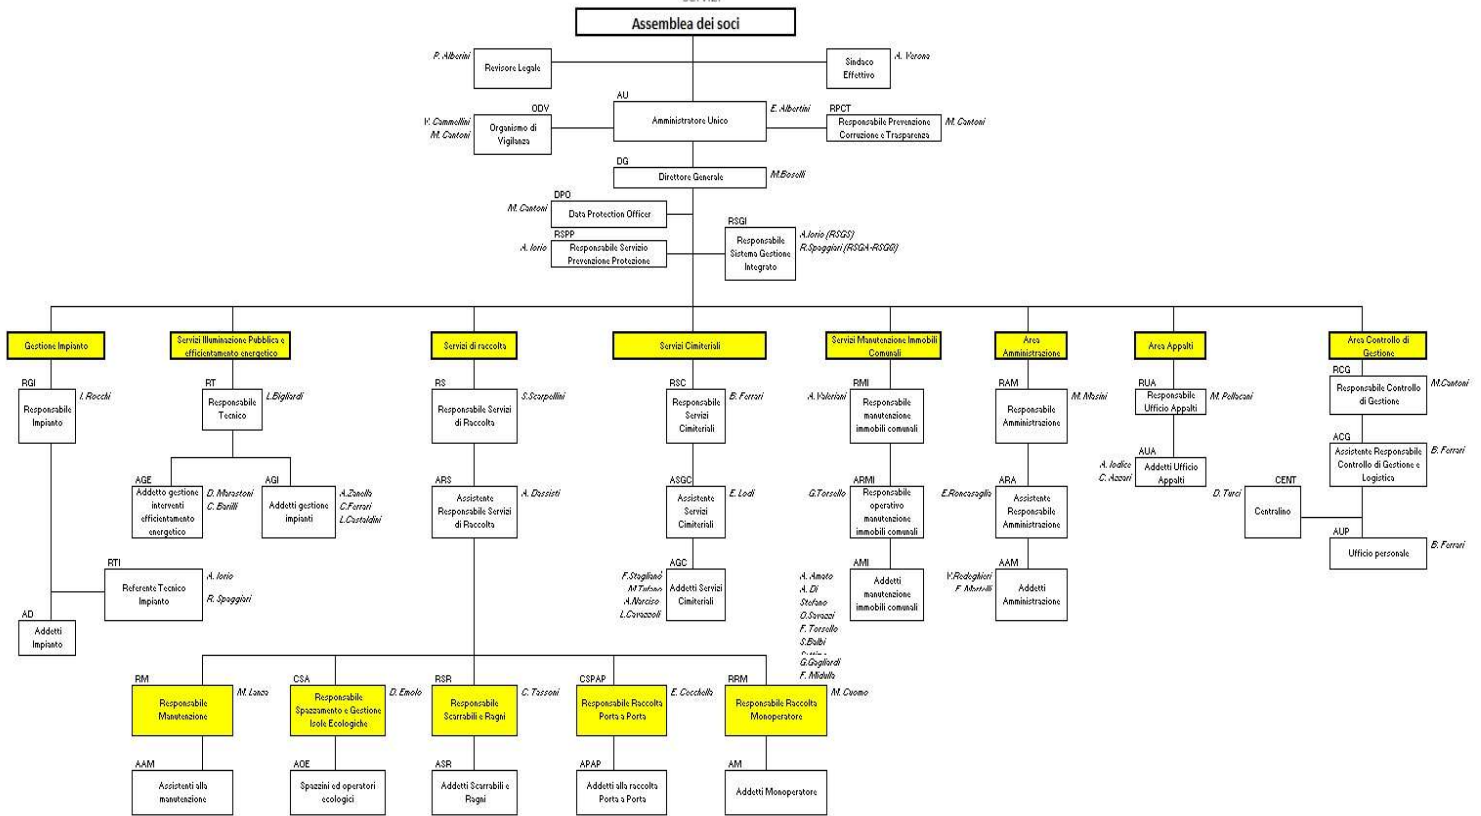 Assemblea dei soci
P. Alberini
Revisore Legale
Sindaco
Effettivo
A. Verona
ODV
V. Cammellini
M. Cantoni
Organismo di
Vigilanza
AU
Amministratore Unico
E. Albertini
RPCT
Responsabile Prevenzione
Corruzione e Trasparenza
M. Cantoni
DG
Direttore Generale
M.Boselli
DPO
M. Cantoni
Data Protection Officer
RSPP
A. Iorio
Responsabile Servizio
Prevenzione Protezione
RSGI
Responsabile
Sistema Gestione
Integrato
A.Iorio (RSGS)
R.Spaggiari (RSGA-RSGQ)
Gestione Impianto
Servizi Illuminazione Pubblica e
efficientamento energetico
Servizi di raccolta
Servizi Cimiteriali
Servizi Manutenzione Immobili
Comunali
Area
Amministrazione
Area Appalti
Area Controllo di
Gestione
RGI
Responsabile
Impianto
I. Rocchi
RT
Responsabile
Tecnico
L.Bigliardi
RS
Responsabile Servizi
di Raccolta
S.Scarpellini
RSC
Responsabile
Servizi
Cimiteriali
B. Ferrari
RMI
A.Valeriani
Responsabile
manutenzione
immobili comunali
RAM
Responsabile
Amministrazione
M. Masini
RUA
Responsabile
Ufficio Appalti
M. Pellacani
RCG
Responsabile Controllo
di Gestione
M.Cantoni
AGE
Addetto gestione
interventi
efficientamento
energetico
D. Marastoni
C. Barilli
AGI
Addetti gestione
impianti
A.Zanella
C.Ferrari
L.Castaldini
ARS
Assistente
Responsabile Servizi
di Raccolta
A. Dassisti
ASGC
Assistente
Servizi
Cimiteriali
E. Lodi
ARMI
G.Torsello
Responsabile
operativo
manutenzione
immobili comunali
ARA
E.Roncasaglia
Assistente
Responsabile
Amministrazione
AUA
A. Iodice
C. Azzari
Addetti Ufficio
Appalti
ACG
Assistente Responsabile
Controllo di Gestione e
Logistica
B. Ferrari
CENT
D. Turci
Centralino
AUP
Ufficio personale
B. Ferrari
RTI
Referente Tecnico
Impianto
A. Iorio
R. Spaggiari
AD
Addetti
Impianto
AGC
F.Staglianò
M.Tufano
A.Narciso
L.Cavazzoli
Addetti Servizi
Cimiteriali
AMI
A. Amato
A. Di
Stefano
O.Savazzi
F. Torsello
S.Balbi
G.Gagliardi
F. Midulla
Addetti
manutenzione
immobili comunali
AAM
V.Redeghieri
F. Martelli
Addetti
Amministrazione
RM
Responsabile
Manutenzione
M. Lanza
CSA
Responsabile
Spazzamento e Gestione
Isole Ecologiche
D. Emolo
RSR
Responsabile
Scarrabili e Ragni
C. Tassoni
CSPAP
Responsabile Raccolta
Porta a Porta
E. Cocchella
RRM
Responsabile Raccolta
Monoperatore
M. Cuomo
AAM
Assistenti alla
manutenzione
AOE
Spazzini ed operatori
ecologici
ASR
Addetti Scarrabili e
Ragni
APAP
Addetti alla raccolta
Porta a Porta
AM
Addetti Monoperatore